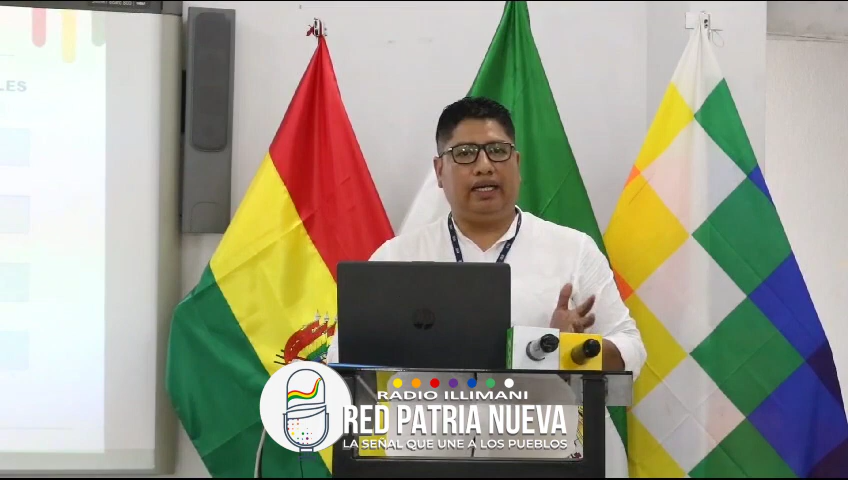 LES
RADIO ILLIMANI
RED PATRIA NUEVA
LA SEÑAL QUE UNE A LOS PUEBLOS